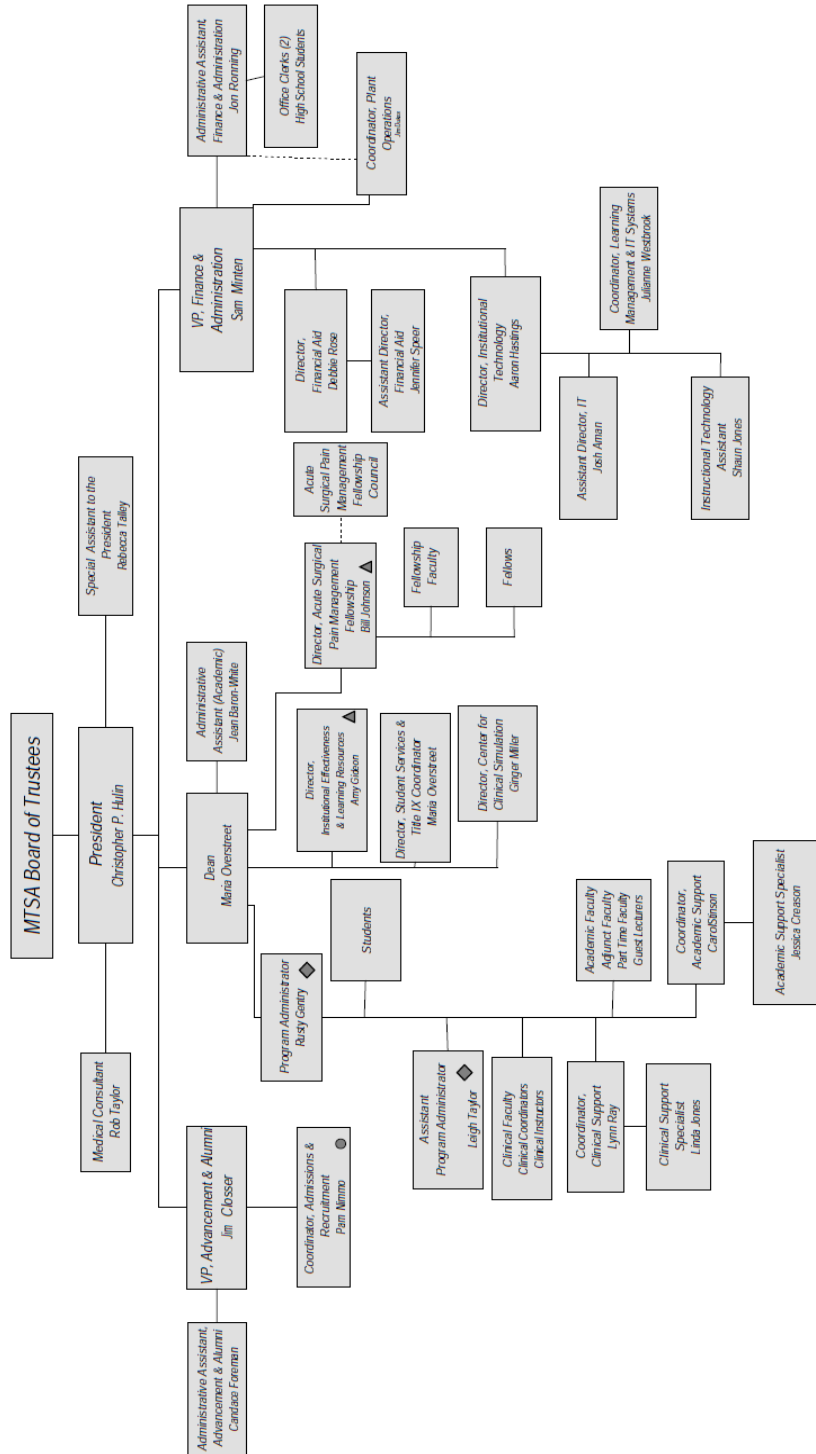 MTSA Board of Trustees
Medical Consultant
Rob Taylor
President
Christopher P. Hulin
Special Assistant to the
President
Rebecca Talley
Administrative Assistant,
Advancement & Alumni
Candace Foreman
VP, Advancement & Alumni
Jim Closser
Coordinator, Admissions &
Recruitment
Pam Nimmo
Dean
Maria Overstreet
Administrative
Assistant (Academic)
Jean Baron-White
Program Administrator
Rusty Gentry
Students
Assistant
Program Administrator
Leigh Taylor
Clinical Faculty
Clinical Coordinators
Clinical Instructors
Coordinator,
Clinical Support
Lynn Ray
Clinical Support
Specialist
Linda Jones
Academic Faculty
Adjunct Faculty
Part Time Faculty
Guest Lecturers
Coordinator,
Academic Support
CarolStinson
Academic Support Specialist
Jessica Creason
Director,
Institutional Effectiveness
& Learning Resources
Amy Gideon
Director, Student Services &
Title IX Coordinator
Maria Overstreet
Director, Center for
Clinical Simulation
Ginger Miller
Director, Acute Surgical
Pain Management
Fellowship
Bill Johnson
Acute
Surgical Pain
Management
Fellowship
Council
Fellowship
Faculty
Fellows
VP, Finance &
Administration
Sam Minten
Administrative Assistant,
Finance & Administration
Jon Ronning
Office Clerks (2)
High School Students
Coordinator, Plant
Operations
Director,
Financial Aid
Debbie Rose
Assistant Director,
Financial Aid
Jennifer Speer
Director, Institutional
Technology
Aaron Hastings
Assistant Director, IT
Josh Aman
Coordinator, Learning
Management & IT Systems
Julianne Westbrook
Instructional Technology
Assistant
Shaun Jones